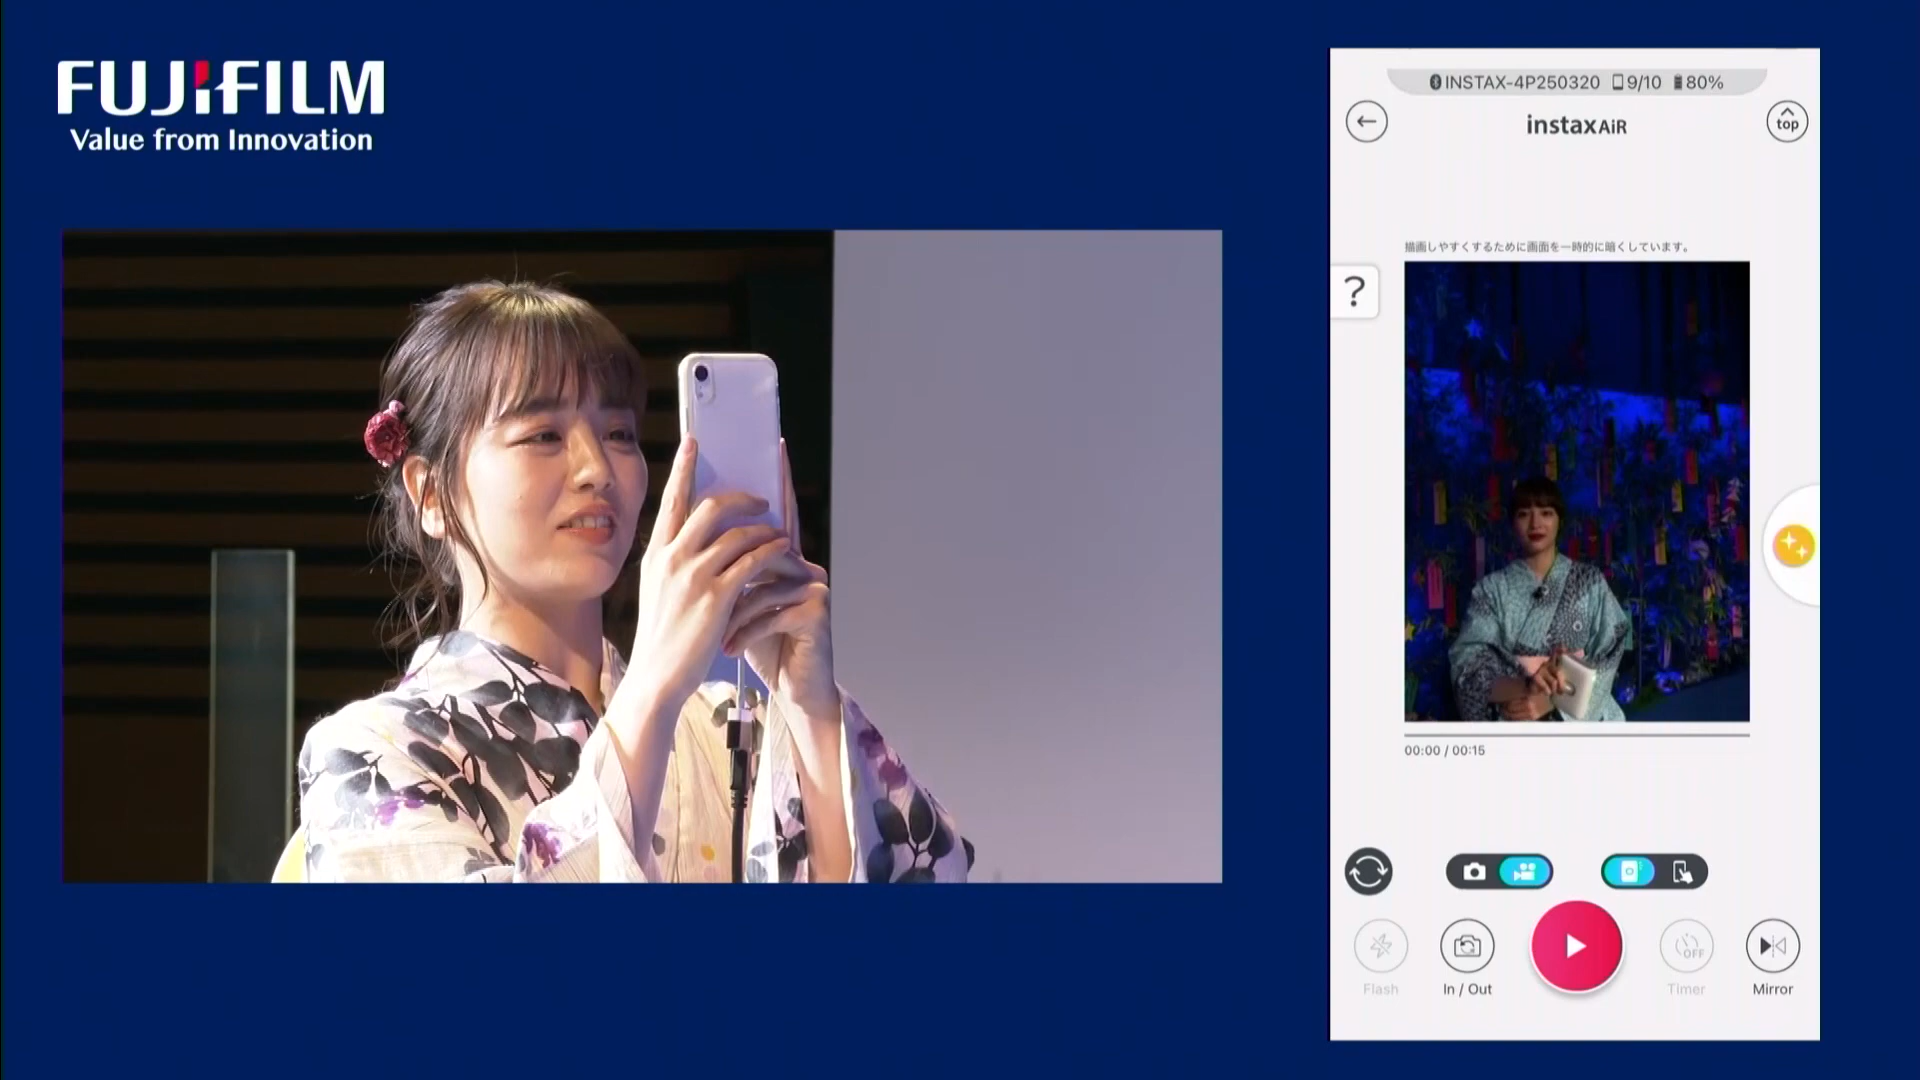 FUJIFILM
Value from Innovation
INSTAX-4P250320 9/10 80%
instaxAiR
top
描画しやすくするために画面を一時的に暗くしています。
?
00:00 / 00:15
OFF
Flash
In / Out
Timer
Mirror